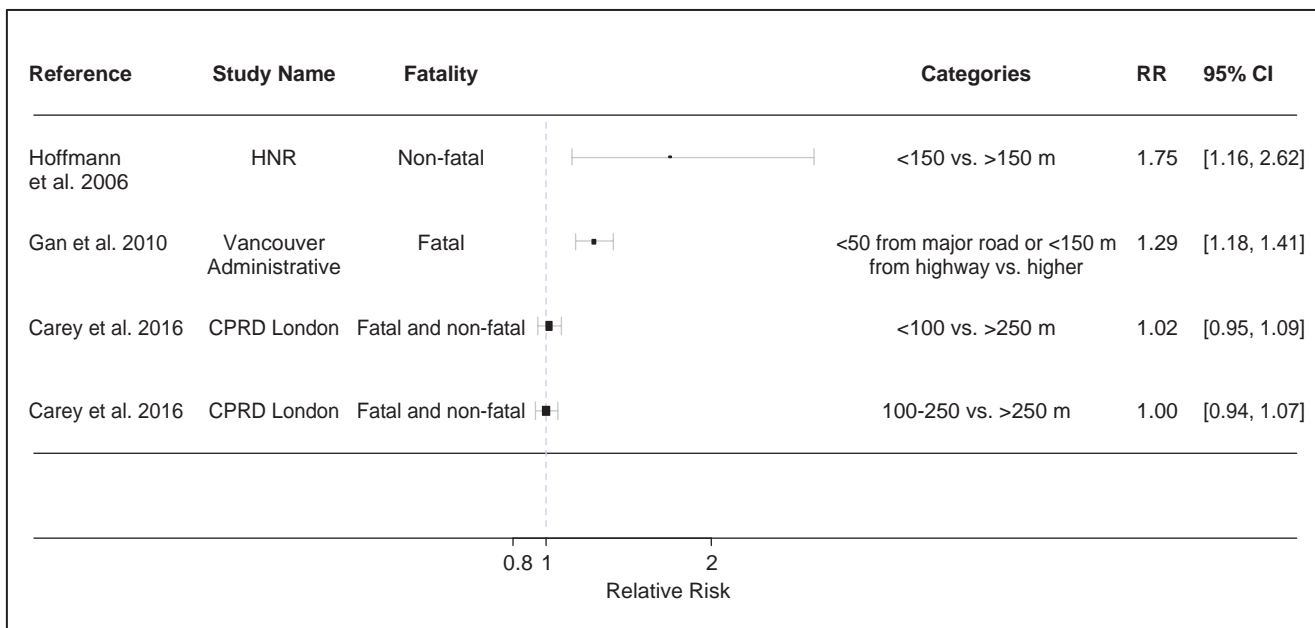 Reference Study Name Fatality Categories RR 95% CI
Hoffmann HNR Non-fatal <150 vs. >150 m 1.75 [1.16, 2.62]
et al. 2006
Gan et al. 2010 Vancouver Fatal <50 from major road or <150 m 1.29 [1.18, 1.41]
Administrative from highway vs. higher
Carey et al. 2016 CPRD London Fatal and non-fatal <100 vs. >250 m 1.02 [0.95, 1.09]
Carey et al. 2016 CPRD London Fatal and non-fatal 100-250 vs. >250 m 1.00 [0.94, 1.07]
0.8 1 2
Relative Risk